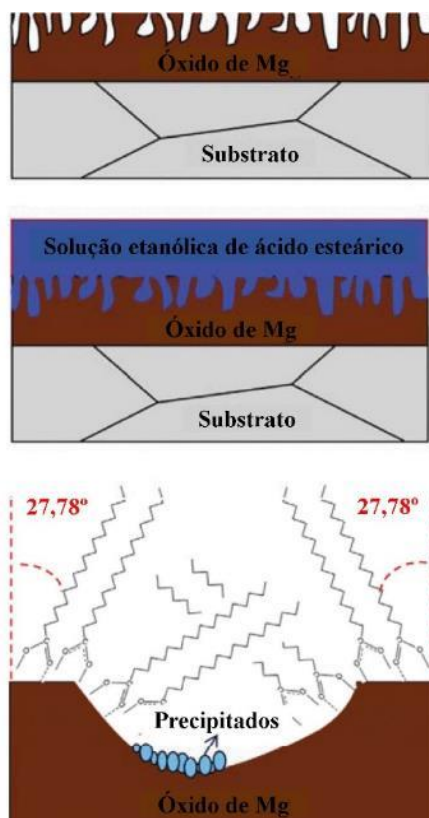 Óxido de Mg
Substrato
Solução etanólica de ácido esteárico
Óxido de Mg
Substrato
27,78º
27,78º
Precipitados
Óxido de Mg